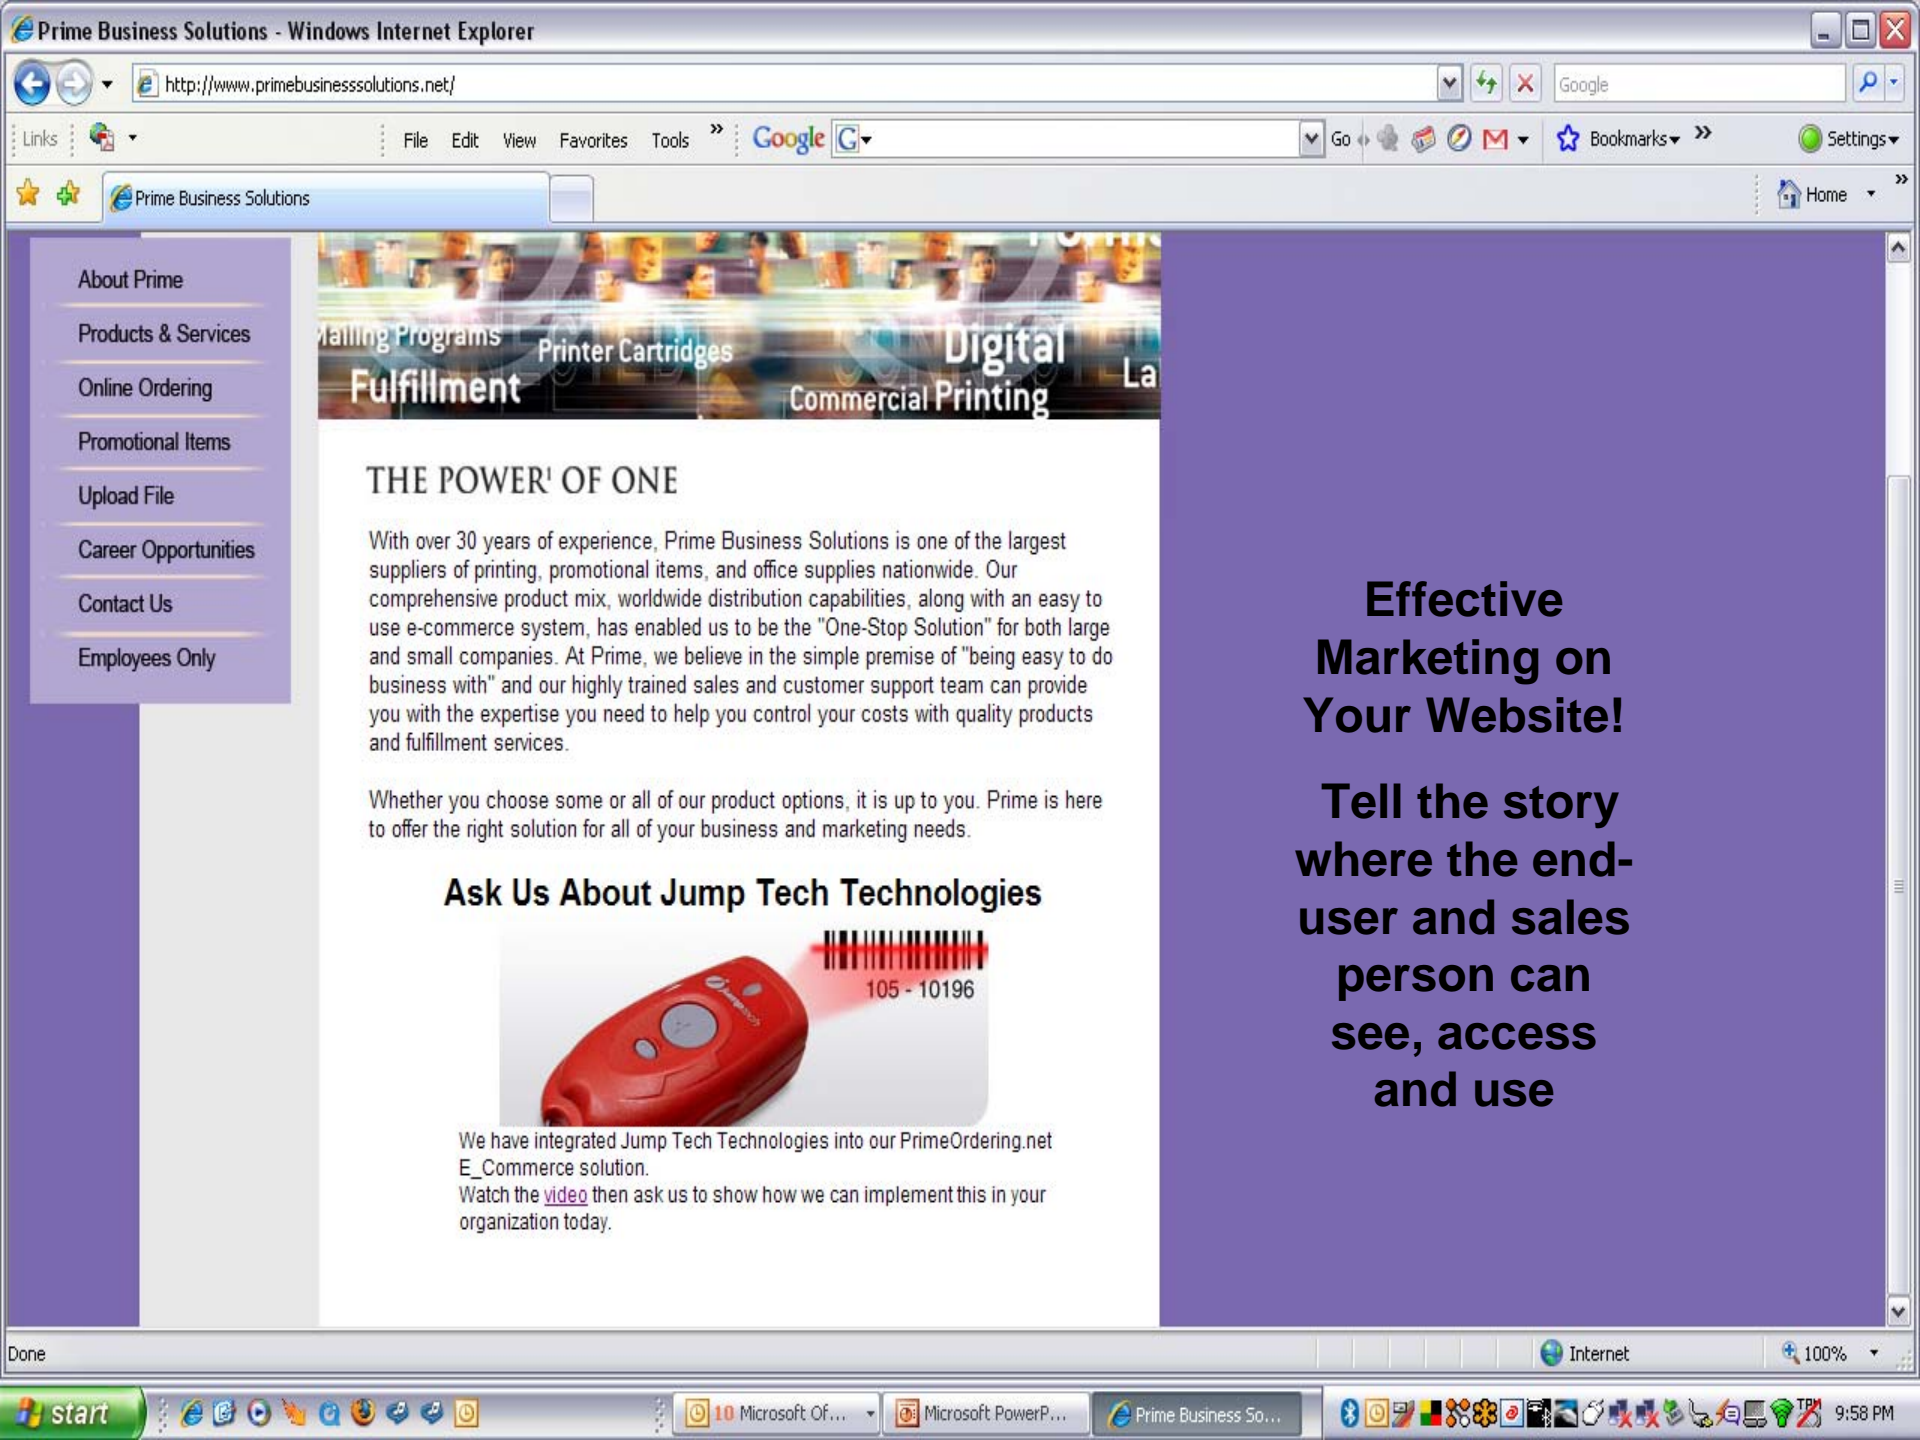 Prime Business Solutions - Windows Internet Explorer
http://www.primebusinesssolutions.net/
Google
Links
File Edit View Favorites Tools »
Google G
Go
Bookmarks »
Settings
Prime Business Solutions
Home »
About Prime
Products & Services
Online Ordering
Promotional Items
Upload File
Career Opportunities
Contact Us
Employees Only
Mailing Programs
Printer Cartridges
Digital
La
Fulfillment
Commercial Printing
THE POWER¹ OF ONE
With over 30 years of experience, Prime Business Solutions is one of the largest
suppliers of printing, promotional items, and office supplies nationwide. Our
comprehensive product mix, worldwide distribution capabilities, along with an easy to
use e-commerce system, has enabled us to be the "One-Stop Solution" for both large
and small companies. At Prime, we believe in the simple premise of "being easy to do
business with" and our highly trained sales and customer support team can provide
you with the expertise you need to help you control your costs with quality products
and fulfillment services.
Whether you choose some or all of our product options, it is up to you. Prime is here
to offer the right solution for all of your business and marketing needs.
Ask Us About Jump Tech Technologies
105 - 10196
jumptech
We have integrated Jump Tech Technologies into our PrimeOrdering.net
E_Commerce solution.
Watch the video then ask us to show how we can implement this in your
organization today.
Effective
Marketing on
Your Website!
Tell the story
where the end-
user and sales
person can
see, access
and use
Done
Internet
100%
start
10 Microsoft Of...
Microsoft PowerP...
Prime Business So...
9:58 PM